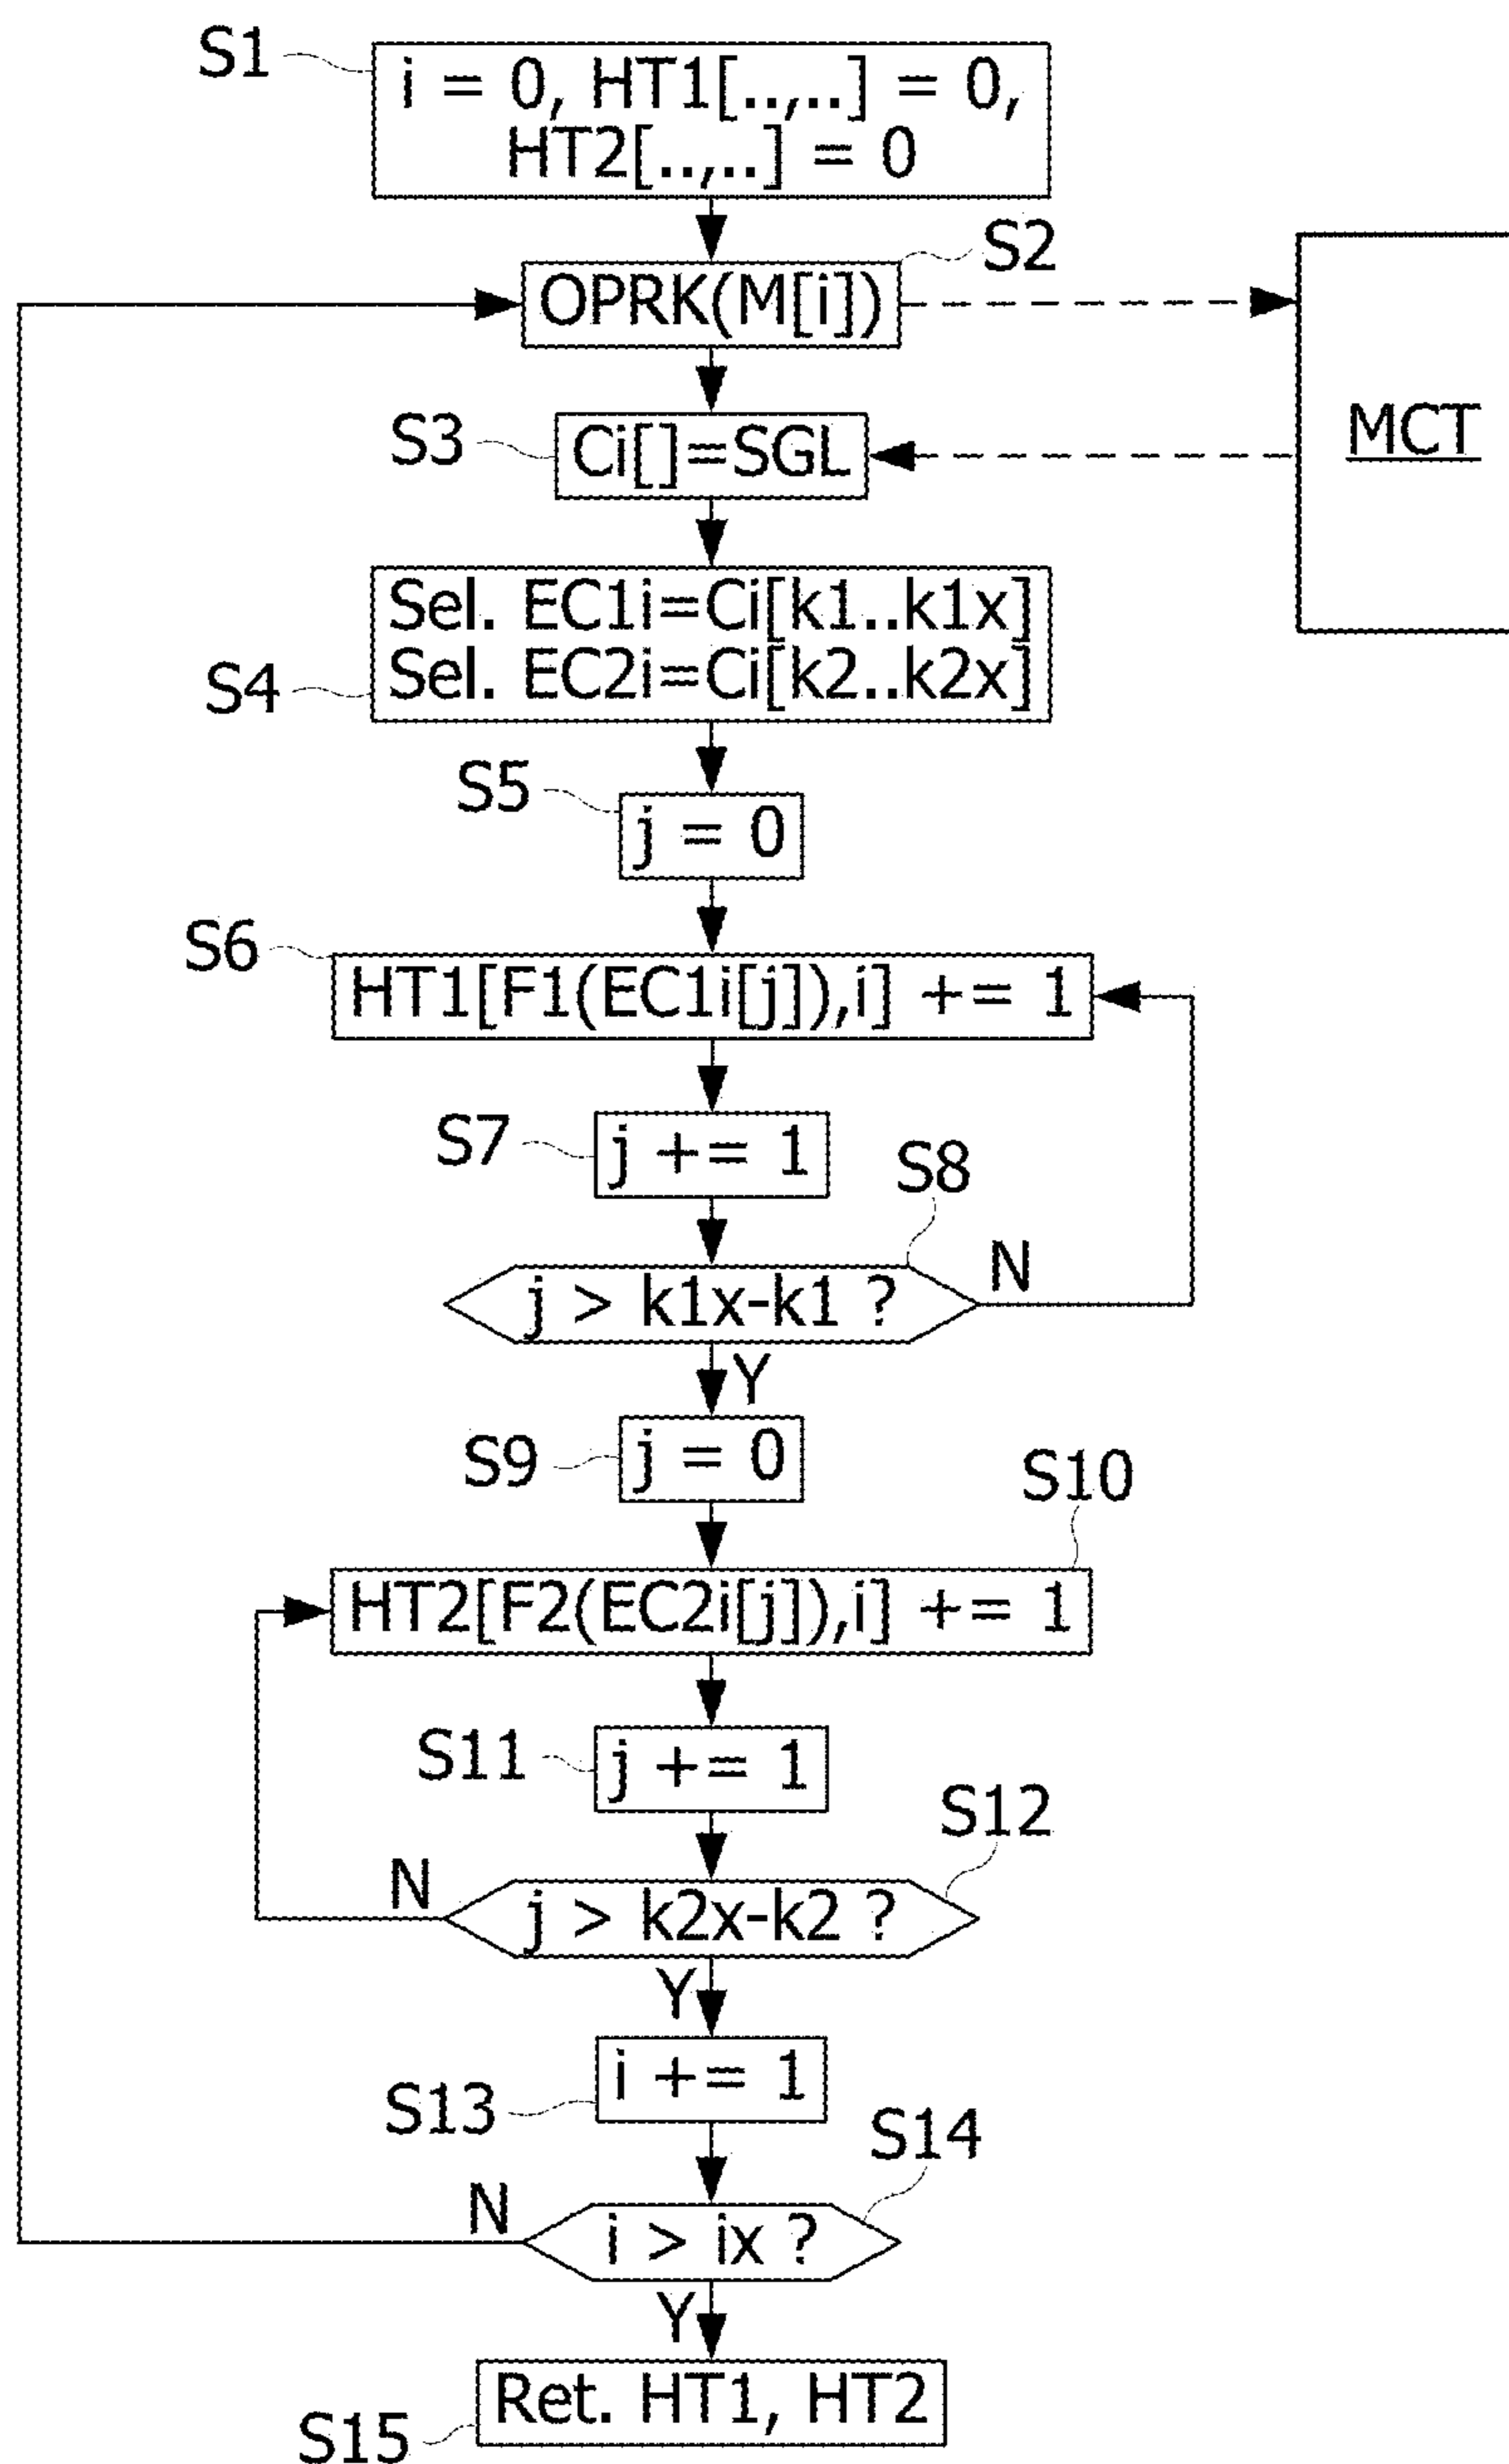 S1
i = 0, HT1[..,..] = 0,
HT2[..,..] = 0
S2
OPRK(M[i])
MCT
S3
Ci[]=SGL
S4
Sel. EC1i=Ci[k1..k1x]
Sel. EC2i=Ci[k2..k2x]
S5
j = 0
S6
HT1[F1(EC1i[j]),i] += 1
S7
j += 1
S8
j > k1x-k1 ?
N
Y
S9
j = 0
S10
HT2[F2(EC2i[j]),i] += 1
S11
j += 1
S12
N
j > k2x-k2 ?
Y
S13
i += 1
S14
N
i > ix ?
Y
S15
Ret. HT1, HT2